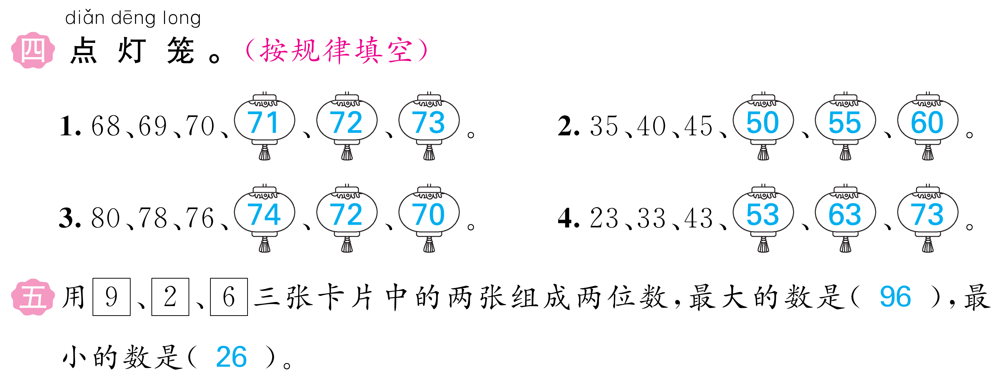 diǎn dēng long
四 点灯笼。(按规律填空)
1. 68、69、70、71、72、73。 2. 35、40、45、50、55、60。
3. 80、78、76、74、72、70。 4. 23、33、43、53、63、73。
五 用9、2、6三张卡片中的两张组成两位数,最大的数是( 96 ),最
小的数是( 26 )。